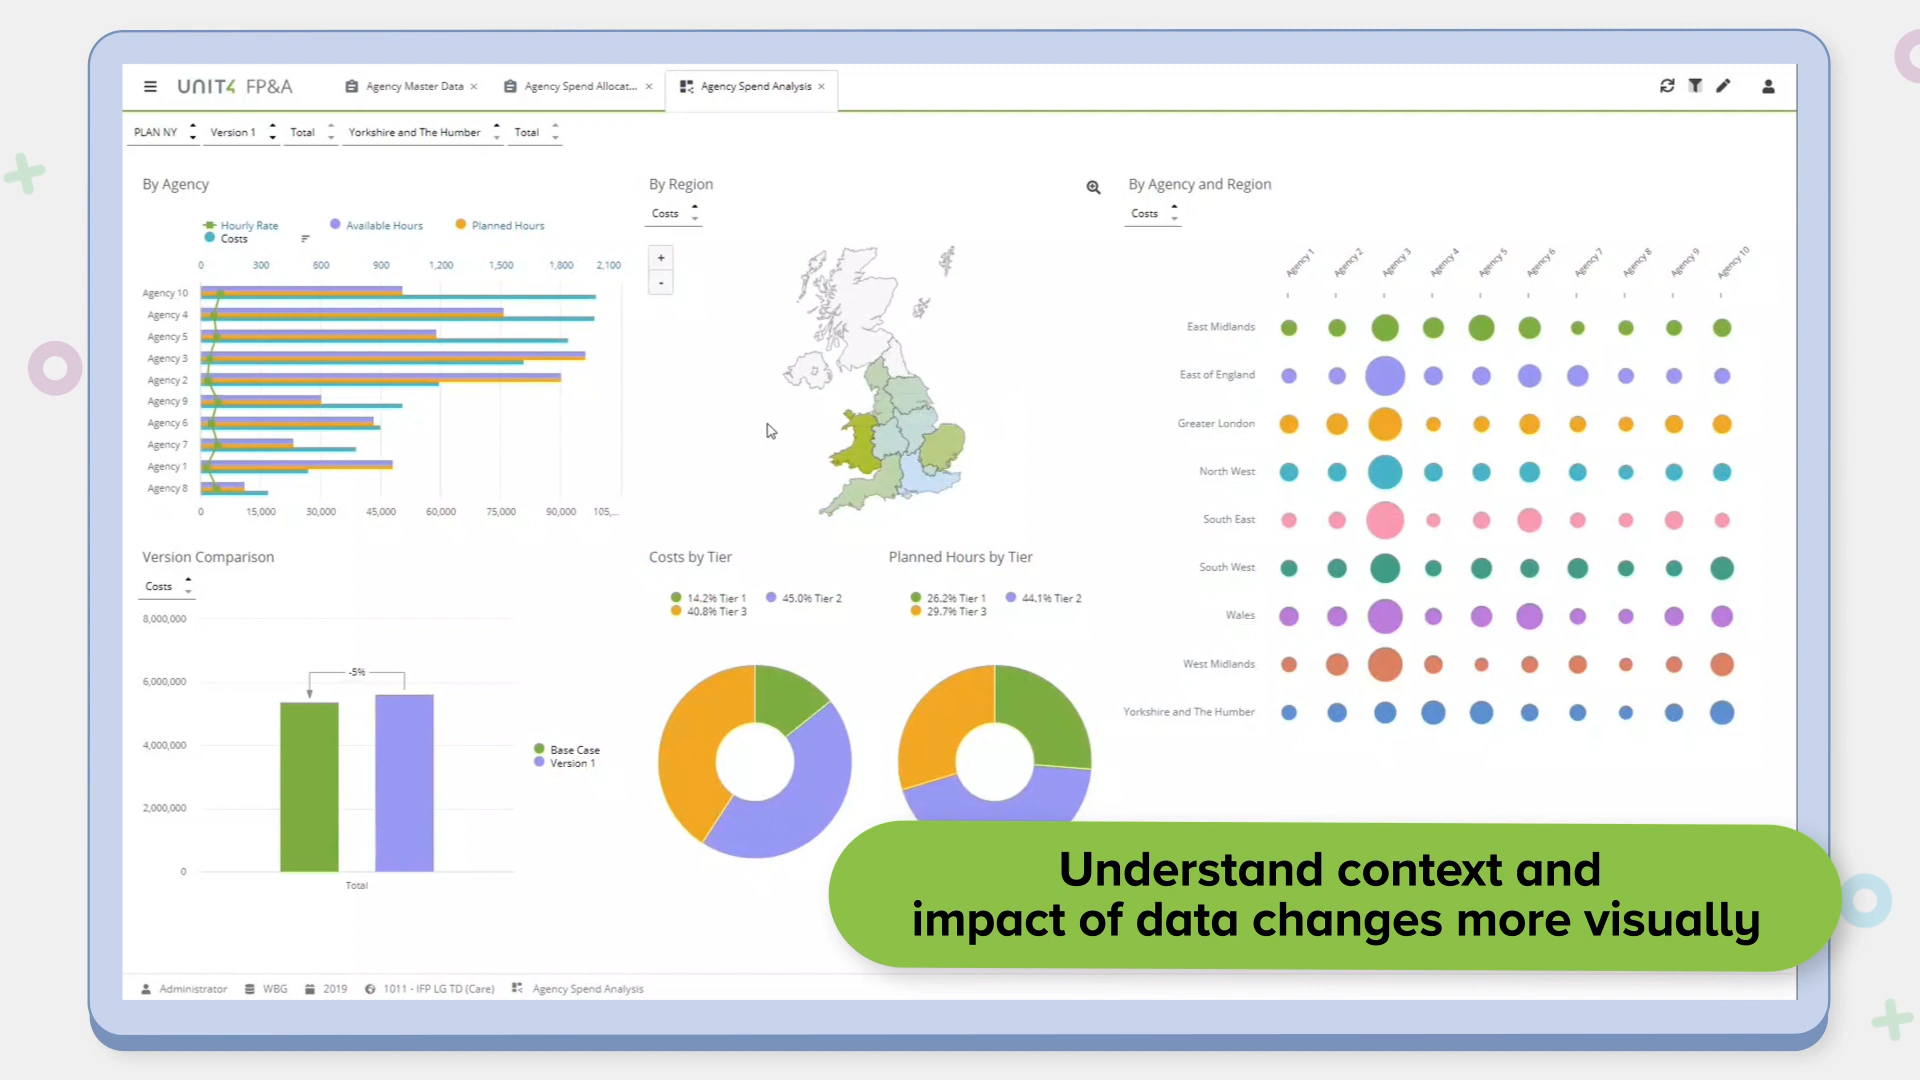 UNIT4 FP&A
Agency Master Data ×
Agency Spend Allocat... ×
Agency Spend Analysis ×
PLAN NY
Version 1
Total
Yorkshire and The Humber
Total
By Agency
Hourly Rate
Available Hours
Planned Hours
Costs
0 300 600 900 1,200 1,500 1,800 2,100
Agency 10
Agency 4
Agency 5
Agency 3
Agency 2
Agency 9
Agency 6
Agency 7
Agency 1
Agency 8
0 15,000 30,000 45,000 60,000 75,000 90,000 105,...
By Region
Costs
+
-
By Agency and Region
Costs
Agency 1 Agency 2 Agency 3 Agency 4 Agency 5 Agency 6 Agency 7 Agency 8 Agency 9 Agency 10
East Midlands
East of England
Greater London
North West
South East
South West
Wales
West Midlands
Yorkshire and The Humber
Version Comparison
Costs
8,000,000
6,000,000
4,000,000
2,000,000
0
-5%
Total
Base Case
Version 1
Costs by Tier
14.2% Tier 1
45.0% Tier 2
40.8% Tier 3
Planned Hours by Tier
26.2% Tier 1
44.1% Tier 2
29.7% Tier 3
Understand context and
impact of data changes more visually
Administrator
WBG
2019
1011 - IFP LG TD (Care)
Agency Spend Analysis